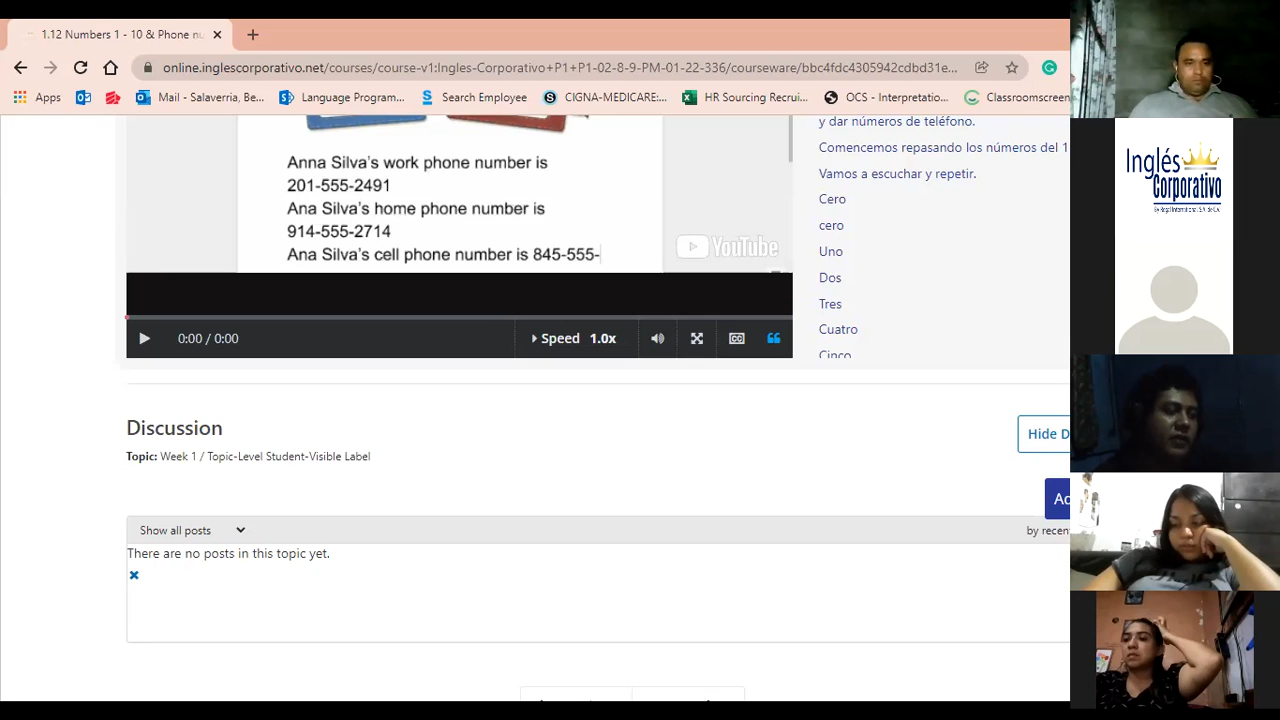 1.12 Numbers 1 - 10 & Phone nu
online.inglescorporativo.net/courses/course-v1:Ingles-Corporativo+P1+P1-02-8-9-PM-01-22-336/courseware/bbc4fdc4305942cdbd31e...
Apps
Mail - Salaverria, Be...
Language Program...
Search Employee
CIGNA-MEDICARE:...
HR Sourcing Recrui...
OCS - Interpretatio...
Classroomscreen
Anna Silva's work phone number is
201-555-2491
Ana Silva's home phone number is
914-555-2714
Ana Silva's cell phone number is 845-555-
YouTube
0:00 / 0:00
Speed 1.0x
y dar números de teléfono.
Comencemos repasando los números del 1
Vamos a escuchar y repetir.
Cero
cero
Uno
Dos
Tres
Cuatro
Cinco
Discussion
Hide D
Topic: Week 1 / Topic-Level Student-Visible Label
Ad
Show all posts
by recent
There are no posts in this topic yet.
Inglés
Corporativo
By Regal International, S.A. de C.V.